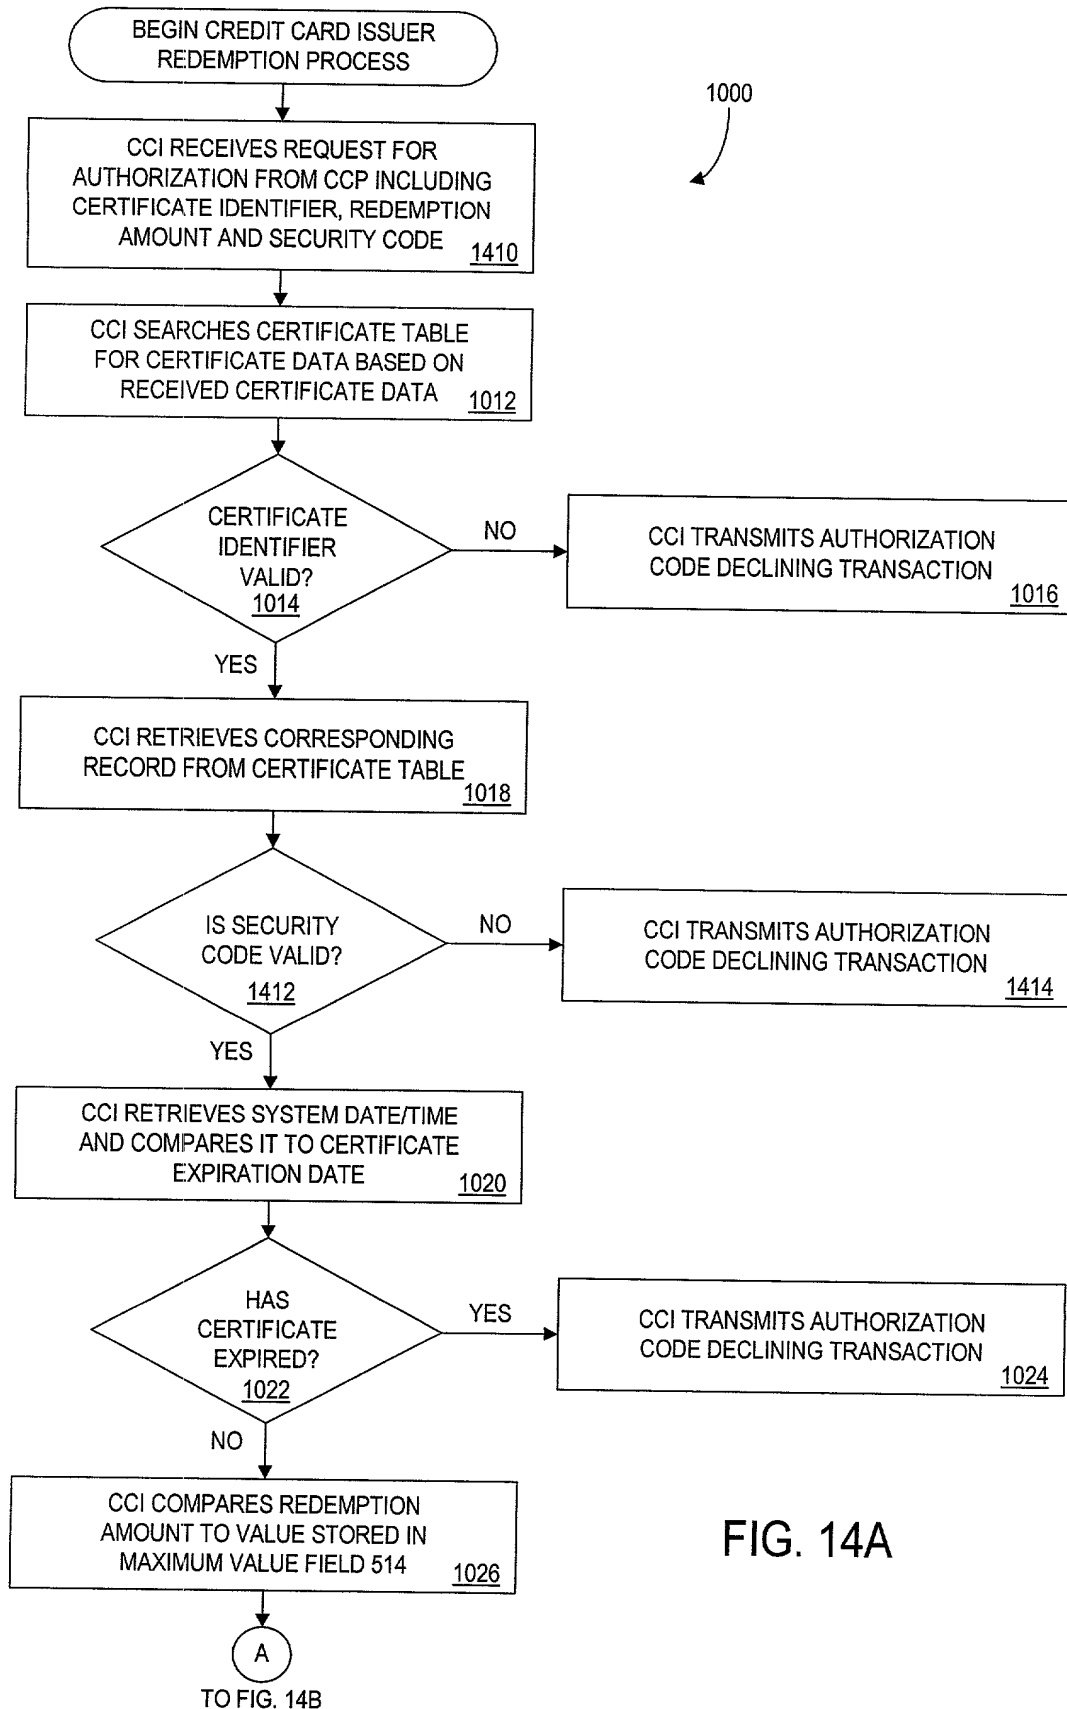 BEGIN CREDIT CARD ISSUER
REDEMPTION PROCESS
1000
CCI RECEIVES REQUEST FOR
AUTHORIZATION FROM CCP INCLUDING
CERTIFICATE IDENTIFIER, REDEMPTION
AMOUNT AND SECURITY CODE
1410
CCI SEARCHES CERTIFICATE TABLE
FOR CERTIFICATE DATA BASED ON
RECEIVED CERTIFICATE DATA
1012
CERTIFICATE
IDENTIFIER
VALID?
1014
NO
CCI TRANSMITS AUTHORIZATION
CODE DECLINING TRANSACTION
1016
YES
CCI RETRIEVES CORRESPONDING
RECORD FROM CERTIFICATE TABLE
1018
IS SECURITY
CODE VALID?
1412
NO
CCI TRANSMITS AUTHORIZATION
CODE DECLINING TRANSACTION
1414
YES
CCI RETRIEVES SYSTEM DATE/TIME
AND COMPARES IT TO CERTIFICATE
EXPIRATION DATE
1020
HAS
CERTIFICATE
EXPIRED?
1022
YES
CCI TRANSMITS AUTHORIZATION
CODE DECLINING TRANSACTION
1024
NO
CCI COMPARES REDEMPTION
AMOUNT TO VALUE STORED IN
MAXIMUM VALUE FIELD 514
1026
FIG. 14A
A
TO FIG. 14B